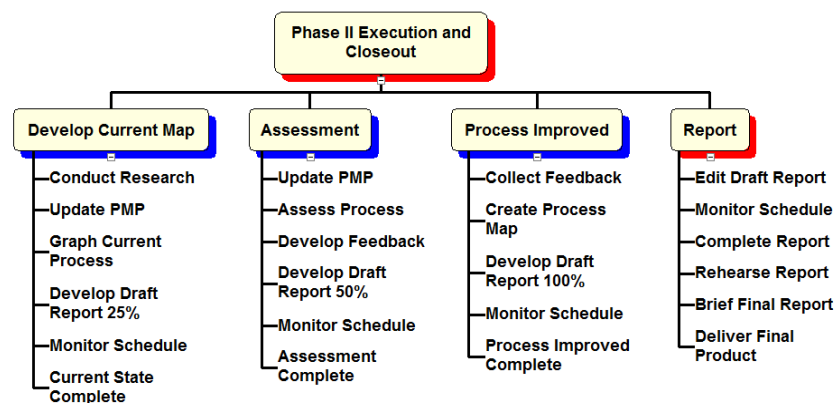 Phase II Execution and
Closeout
Develop Current Map
Conduct Research
Update PMP
Graph Current
Process
Develop Draft
Report 25%
Monitor Schedule
Current State
Complete
Assessment
Update PMP
Assess Process
Develop Feedback
Develop Draft
Report 50%
Monitor Schedule
Assessment
Complete
Process Improved
Collect Feedback
Create Process
Map
Develop Draft
Report 100%
Monitor Schedule
Process Improved
Complete
Report
Edit Draft Report
Monitor Schedule
Complete Report
Rehearse Report
Brief Final Report
Deliver Final
Product